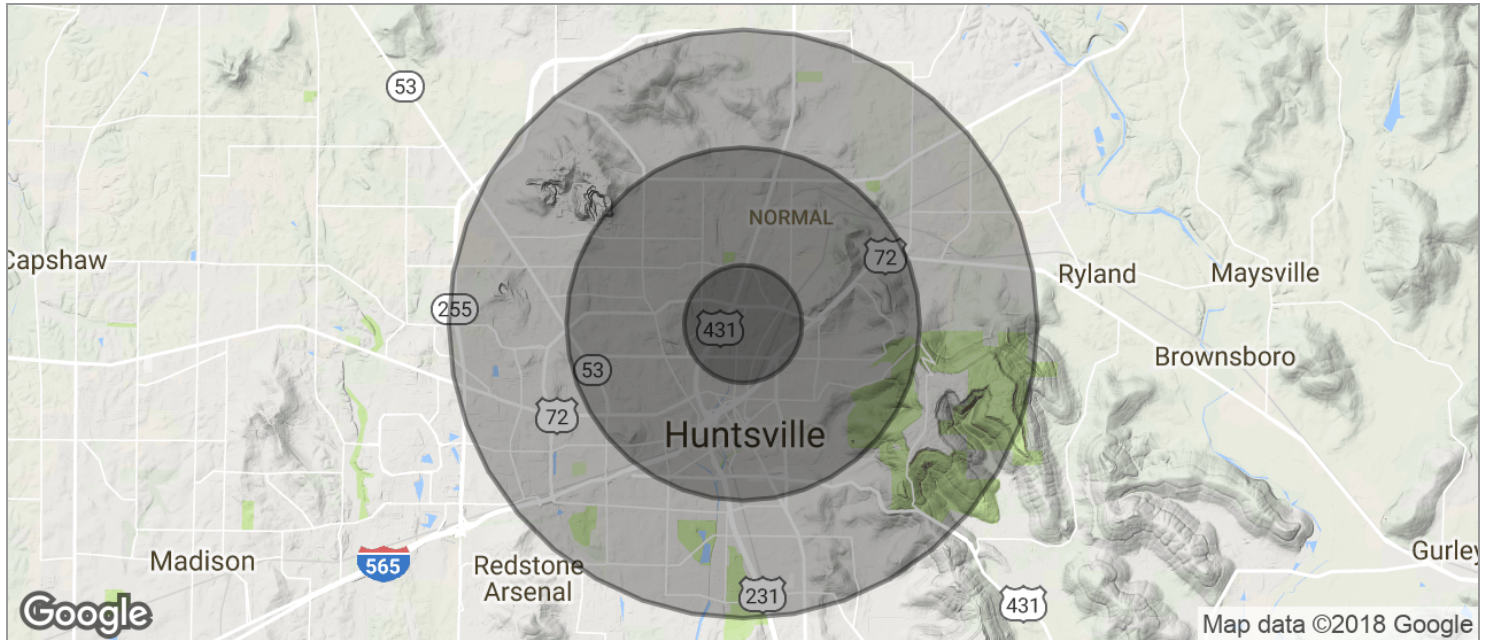 53
NORMAL
72
Capshaw
Ryland
Maysville
255
431
Brownsboro
53
72
Huntsville
Gurley
Madison
565
Redstone
Arsenal
231
431
Google
Map data ©2018 Google